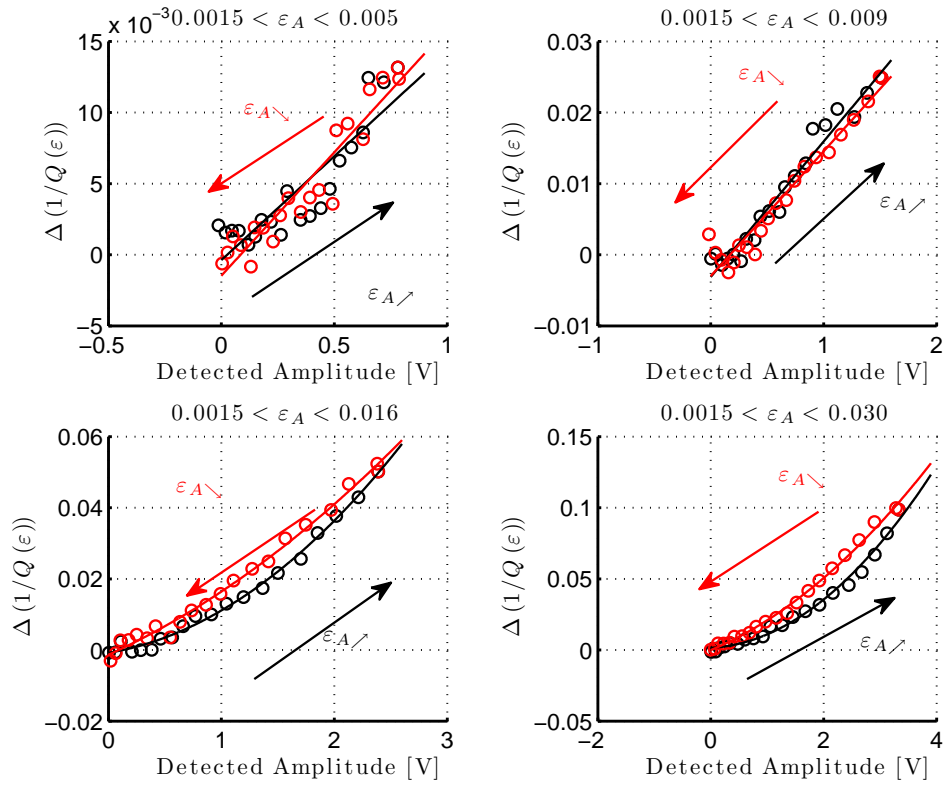 x 10⁻³ 0.0015 < ε_A < 0.005
15
10
5
0
−5
−0.5 0 0.5 1
Δ (1/Q (ε))
Detected Amplitude [V]
ε_A↘
ε_A↗
0.0015 < ε_A < 0.009
0.03
0.02
0.01
0
−0.01
−1 0 1 2
Δ (1/Q (ε))
Detected Amplitude [V]
ε_A↘
ε_A↗
0.0015 < ε_A < 0.016
0.06
0.04
0.02
0
−0.02
0 1 2 3
Δ (1/Q (ε))
Detected Amplitude [V]
ε_A↘
ε_A↗
0.0015 < ε_A < 0.030
0.15
0.1
0.05
0
−0.05
−2 0 2 4
Δ (1/Q (ε))
Detected Amplitude [V]
ε_A↘
ε_A↗